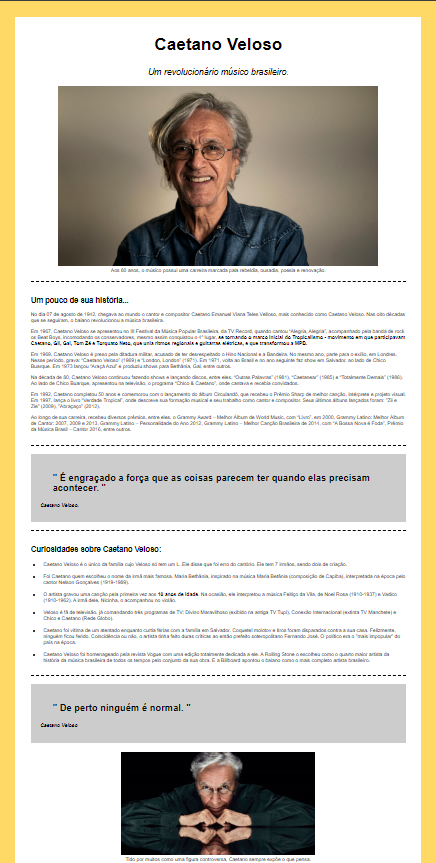 Caetano Veloso
Um revolucionário músico brasileiro.
Aos 80 anos, o músico possui uma carreira marcada pela rebeldia, ousadia, poesia e renovação.
Um pouco de sua história...
No dia 07 de agosto de 1942, chegava ao mundo o cantor e compositor Caetano Emanuel Viana Teles Velloso, mais conhecido como Caetano Veloso. Nas oito décadas
que se seguiram, o baiano revolucionou a música brasileira.
Em 1967, Caetano Veloso se apresentou no III Festival da Música Popular Brasileira, da TV Record, quando cantou "Alegria, Alegria", acompanhado pela banda de rock
os Beat Boys, incomodando os conservadores, mesmo assim conquistou o 4º lugar, se tornando o marco inicial do Tropicalismo - movimento em que participavam
Caetano, Gil, Gal, Tom Zé e Torquato Neto, que unia ritmos regionais e guitarras elétricas, e que transformou a MPB.
Em 1969, Caetano Veloso é preso pela ditadura militar, acusado de ter desrespeitado o Hino Nacional e a Bandeira. No mesmo ano, parte para o exílio, em Londres.
Nesse período, grava: "Caetano Veloso" (1969) e "London, London" (1971). Em 1971, volta ao Brasil e no ano seguinte faz show em Salvador, ao lado de Chico
Buarque. Em 1973 lançou "Araçá Azul" e produziu shows para Bethânia, Gal, entre outros.
Na década de 80, Caetano Veloso continuou fazendo shows e lançando discos, entre eles, "Outras Palavras" (1981), "Caetanear" (1985) e "Totalmente Demais" (1986).
Ao lado de Chico Buarque, apresentou na televisão: o programa "Chico & Caetano", onde cantava e recebia convidados.
Em 1992, Caetano completou 50 anos e comemorou com o lançamento do álbum Circuladô, que recebeu o Prêmio Sharp de melhor canção, intérprete e projeto visual.
Em 1997, lança o livro "Verdade Tropical", onde descreve sua formação musical e seu trabalho como cantor e compositor. Seus últimos álbuns lançados foram: "Zii e
Zie" (2009), "Abraçaço" (2012).
Ao longo de sua carreira, recebeu diversos prêmios, entre eles, o Grammy Award – Melhor Álbum de World Music, com "Livro", em 2000, Grammy Latino: Melhor Álbum
de Cantor: 2007, 2009 e 2013, Grammy Latino – Personalidade do Ano 2012, Grammy Latino – Melhor Canção Brasileira de 2014, com "A Bossa Nova é Foda", Prêmio
da Música Brasil – Cantor 2016, entre outros.
" É engraçado a força que as coisas parecem ter quando elas precisam
acontecer. "
Caetano Veloso.
Curiosidades sobre Caetano Veloso:
Caetano Veloso é o único da família cujo Veloso só tem um L. Ele disse que foi erro do cartório. Ele tem 7 irmãos, sendo dois de criação.
Foi Caetano quem escolheu o nome da irmã mais famosa, Maria Bethânia, inspirado na música Maria Betânia (composição de Capiba), interpretada na época pelo
cantor Nelson Gonçalves (1919-1998).
O artista gravou uma canção pela primeira vez aos 10 anos de idade. Na ocasião, ele interpretou a música Feitiço da Vila, de Noel Rosa (1910-1937) e Vadico
(1910-1962). A irmã dele, Nicinha, o acompanhou no violão.
Veloso é fã de televisão, já comandando três programas de TV: Divino Maravilhoso (exibido na antiga TV Tupi), Conexão Internacional (extinta TV Manchete) e
Chico e Caetano (Rede Globo).
Caetano foi vítima de um atentado enquanto curtia férias com a família em Salvador. Coquetel molotov e tiros foram disparados contra a sua casa. Felizmente,
ninguém ficou ferido. Coincidência ou não, o artista tinha feito duras críticas ao então prefeito soteropolitano Fernando José. O político era o "mais impopular" do
país na época.
Caetano Veloso foi homenageado pela revista Vogue com uma edição totalmente dedicada a ele. A Rolling Stone o escolheu como o quarto maior artista da
história da música brasileira de todos os tempos pelo conjunto da sua obra. E a Billboard apontou o baiano como o mais completo artista brasileiro.
" De perto ninguém é normal. "
Caetano Veloso
Tido por muitos como uma figura controversa, Caetano sempre expõe o que pensa.